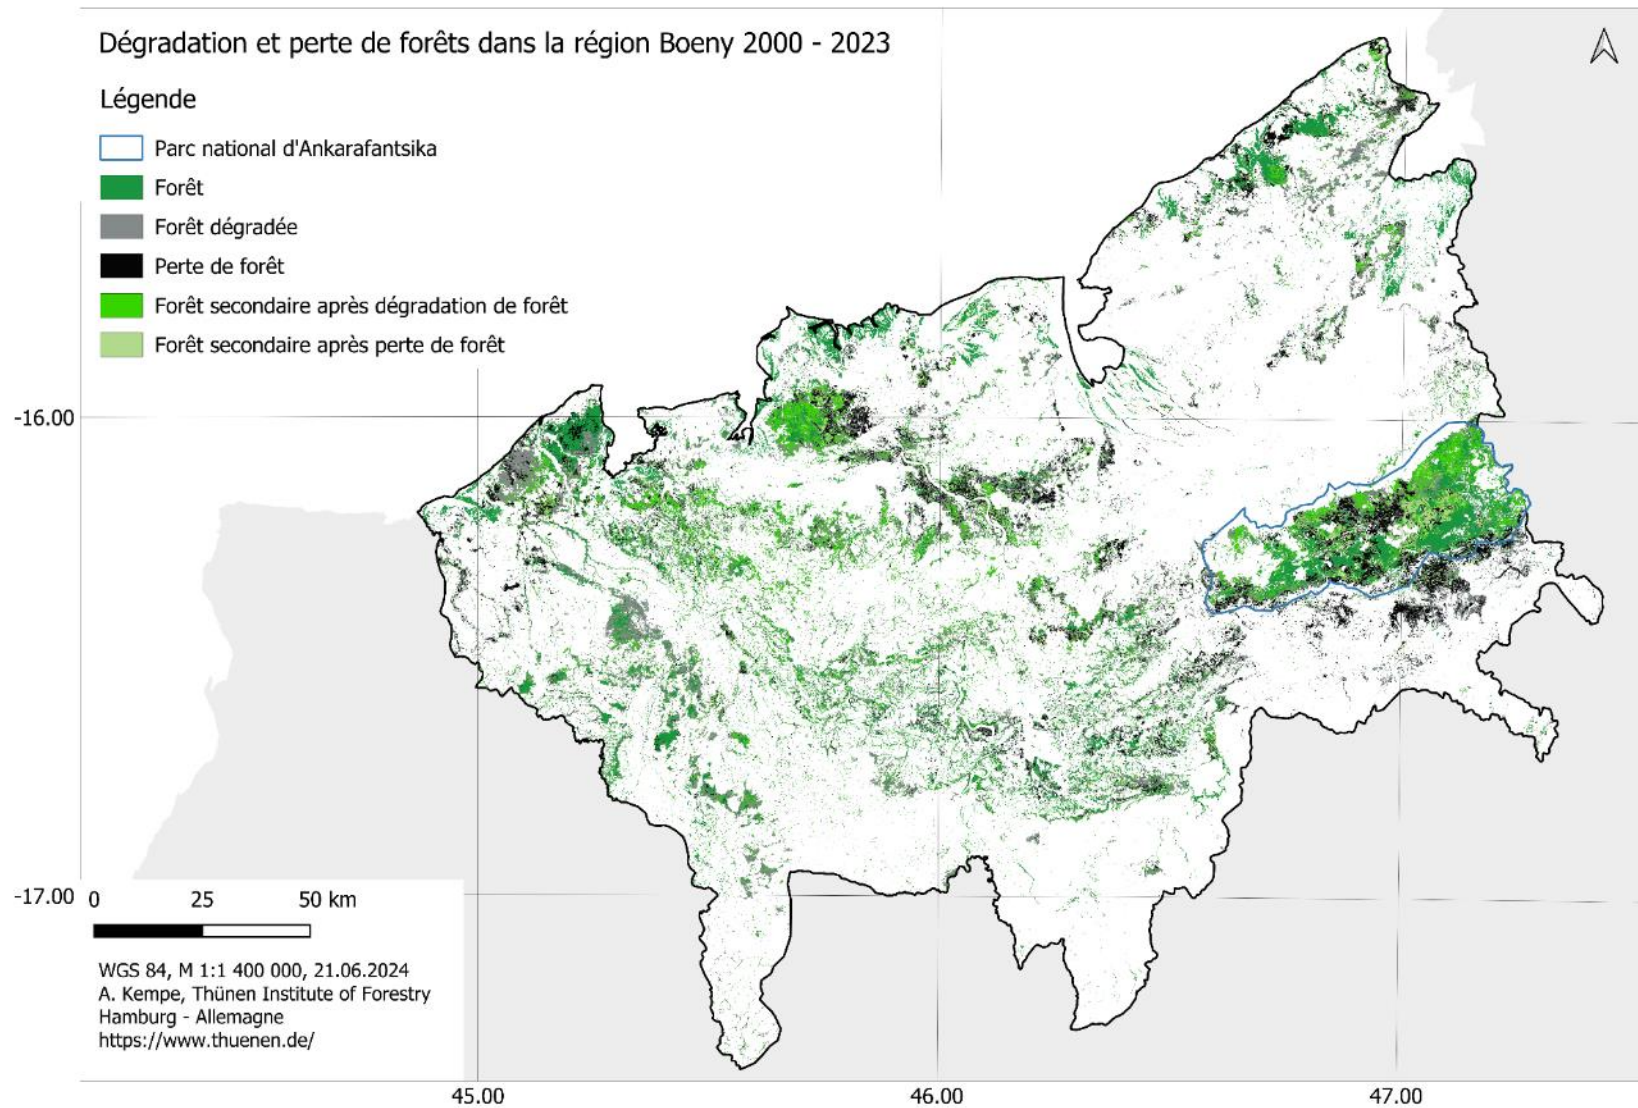 Dégradation et perte de forêts dans la région Boeny 2000 - 2023
Légende
Parc national d'Ankarafantsika
Forêt
Forêt dégradée
Perte de forêt
Forêt secondaire après dégradation de forêt
Forêt secondaire après perte de forêt
-16.00
-17.00
0 25 50 km
WGS 84, M 1:1 400 000, 21.06.2024
A. Kempe, Thünen Institute of Forestry
Hamburg - Allemagne
https://www.thuenen.de/
45.00 46.00 47.00